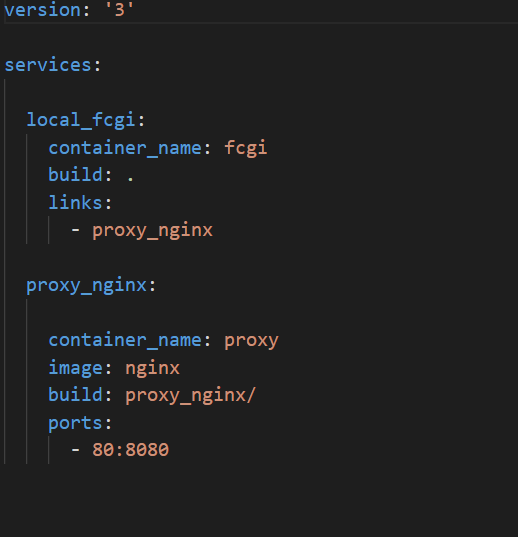 version: '3'
services:
local_fcgi:
container_name: fcgi
build: .
links:
- proxy_nginx
proxy_nginx:
container_name: proxy
image: nginx
build: proxy_nginx/
ports:
- 80:8080